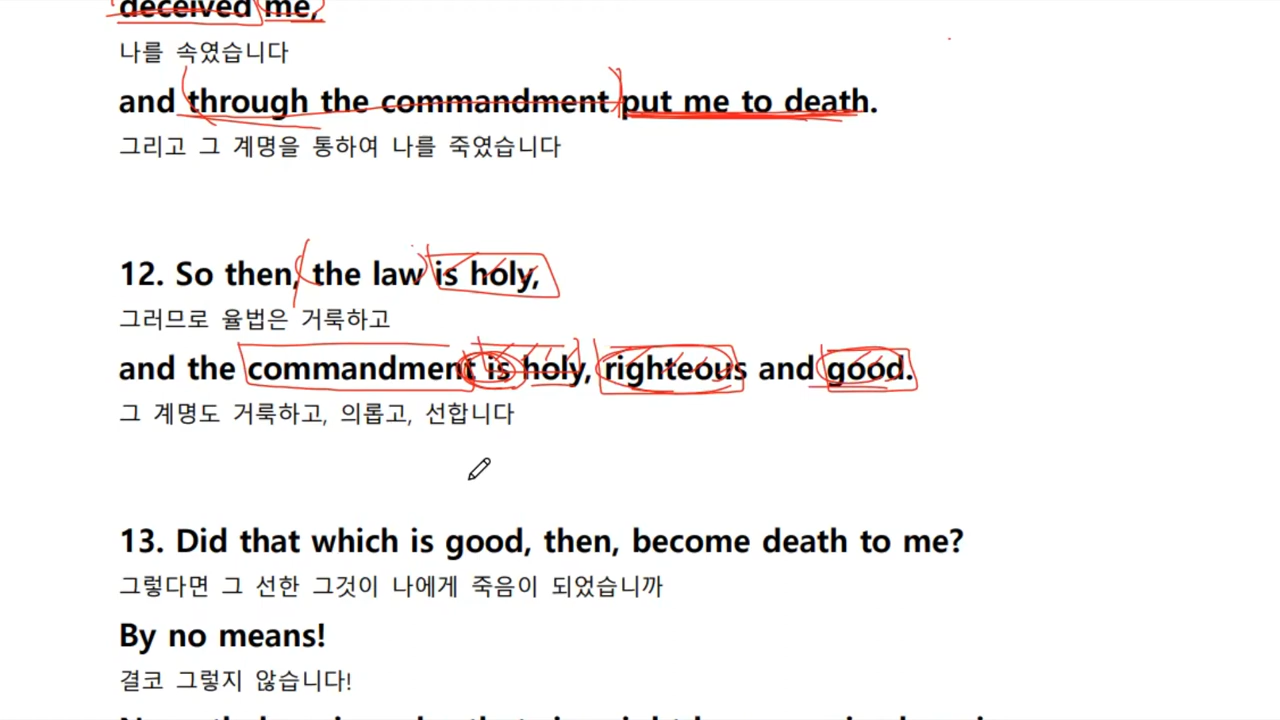 deceived me,
나를 속였습니다
and through the commandment put me to death.
그리고 그 계명을 통하여 나를 죽였습니다
12. So then, the law is holy,
그러므로 율법은 거룩하고
and the commandment is holy, righteous and good.
그 계명도 거룩하고, 의롭고, 선합니다
13. Did that which is good, then, become death to me?
그렇다면 그 선한 그것이 나에게 죽음이 되었습니까
By no means!
결코 그렇지 않습니다!